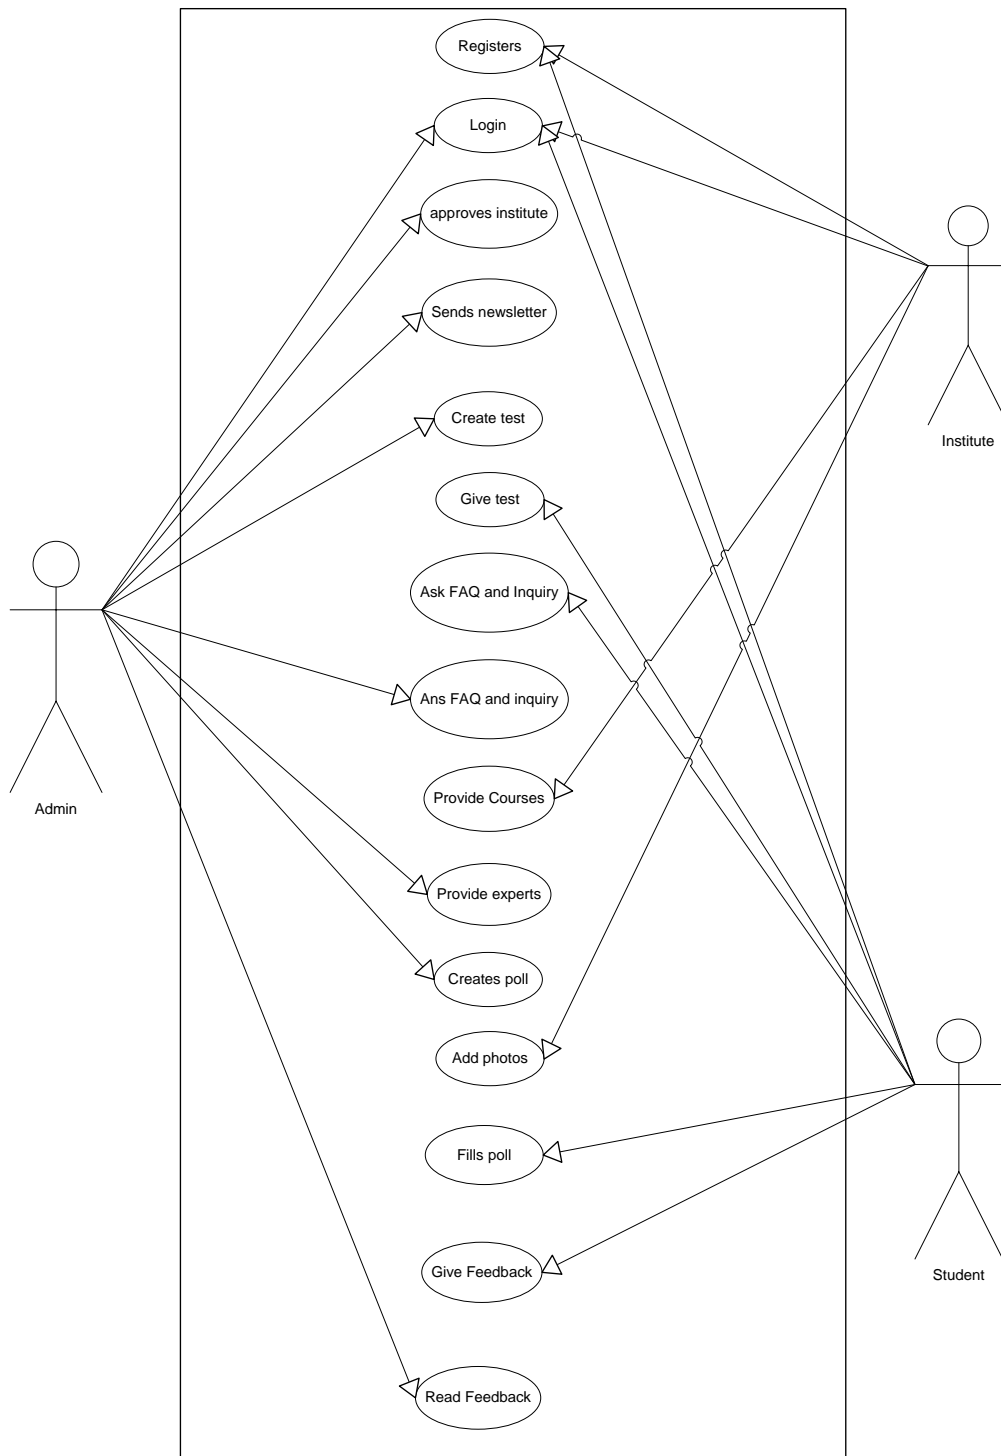 Registers
Login
approves institute
Sends newsletter
Institute
Create test
Give test
Ask FAQ and Inquiry
Ans FAQ and inquiry
Provide Courses
Admin
Provide experts
Creates poll
Add photos
Fills poll
Give Feedback
Student
Read Feedback